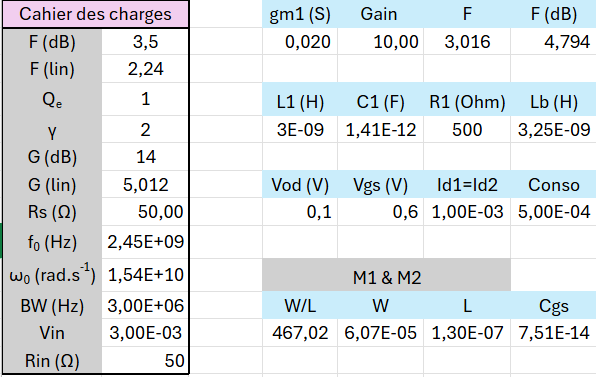 Cahier des charges
F (dB) 3,5
F (lin) 2,24
Qₑ 1
γ 2
G (dB) 14
G (lin) 5,012
Rs (Ω) 50,00
f₀ (Hz) 2,45E+09
ω₀ (rad.s⁻¹) 1,54E+10
BW (Hz) 3,00E+06
Vin 3,00E-03
Rin (Ω) 50
gm1 (S) Gain F F (dB)
0,020 10,00 3,016 4,794
L1 (H) C1 (F) R1 (Ohm) Lb (H)
3E-09 1,41E-12 500 3,25E-09
Vod (V) Vgs (V) Id1=Id2 Conso
0,1 0,6 1,00E-03 5,00E-04
M1 & M2
W/L W L Cgs
467,02 6,07E-05 1,30E-07 7,51E-14